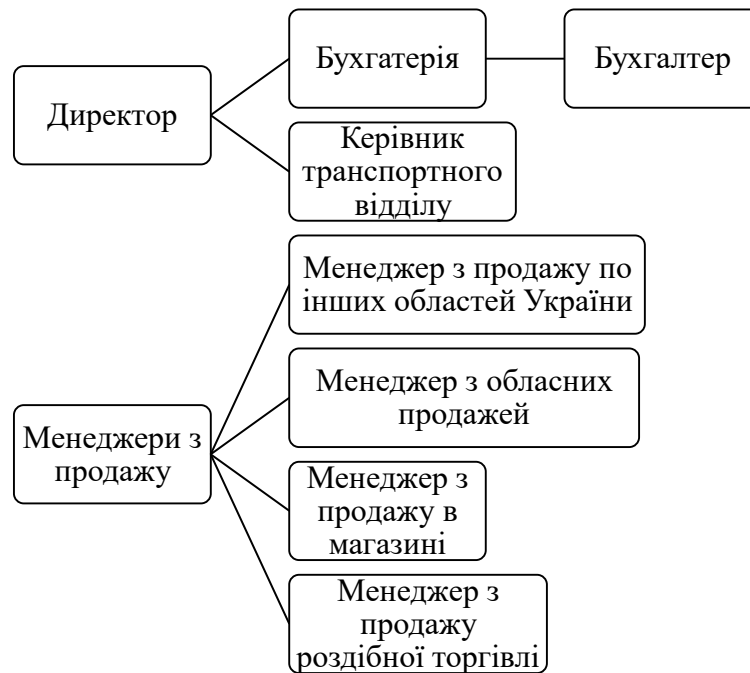 Директор
Бухгатерія
Бухгалтер
Керівник
транспортного
відділу
Менеджери з
продажу
Менеджер з продажу по
інших областей України
Менеджер з обласних
продажей
Менеджер з
продажу в
магазині
Менеджер з
продажу
роздібної торгівлі